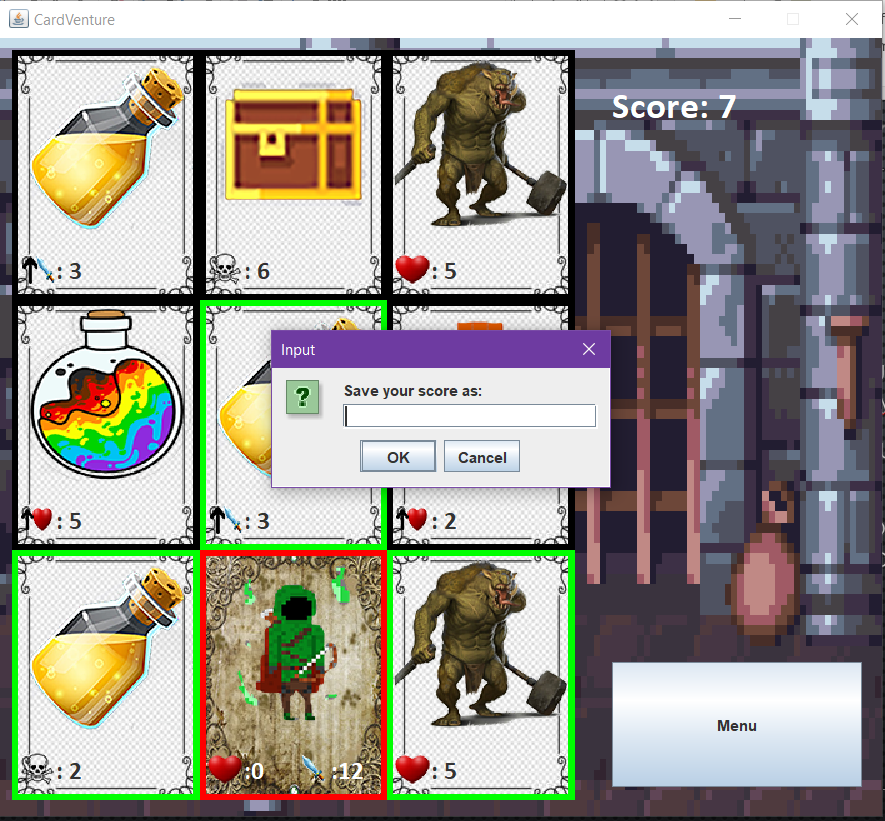 CardVenture
Score: 7
: 3
: 6
: 5
Input
?
Save your score as:
OK
Cancel
: 5
: 3
: 2
: 2
:0
:12
: 5
Menu